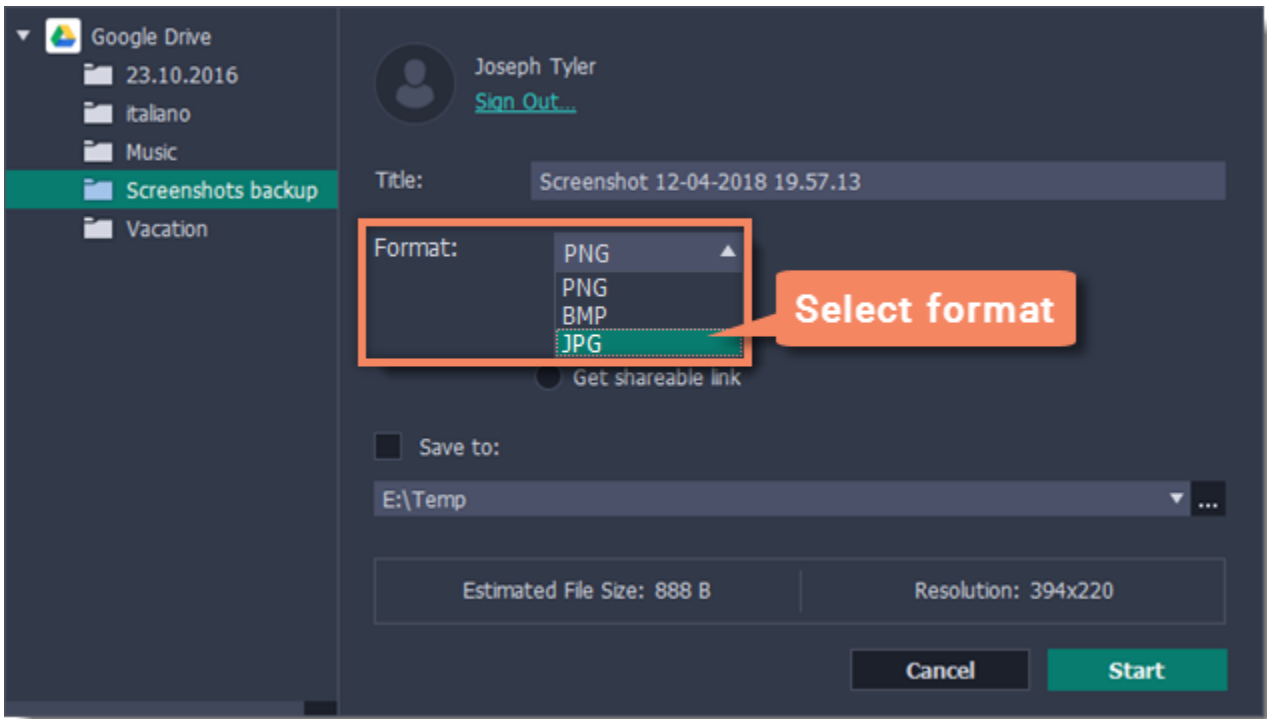 Google Drive
23.10.2016
italiano
Music
Screenshots backup
Vacation
Joseph Tyler
Sign Out...
Title: Screenshot 12-04-2018 19.57.13
Format: PNG
PNG
BMP
JPG
Select format
Get shareable link
Save to:
E:\Temp
...
Estimated File Size: 888 B
Resolution: 394x220
Cancel
Start